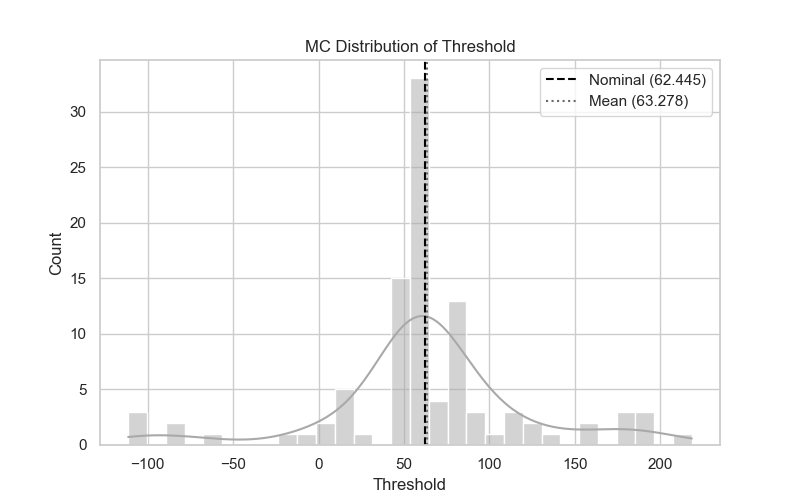 MC Distribution of Threshold
Nominal (62.445)
Mean (63.278)
Count
30
25
20
15
10
5
0
−100
−50
0
50
100
150
200
Threshold